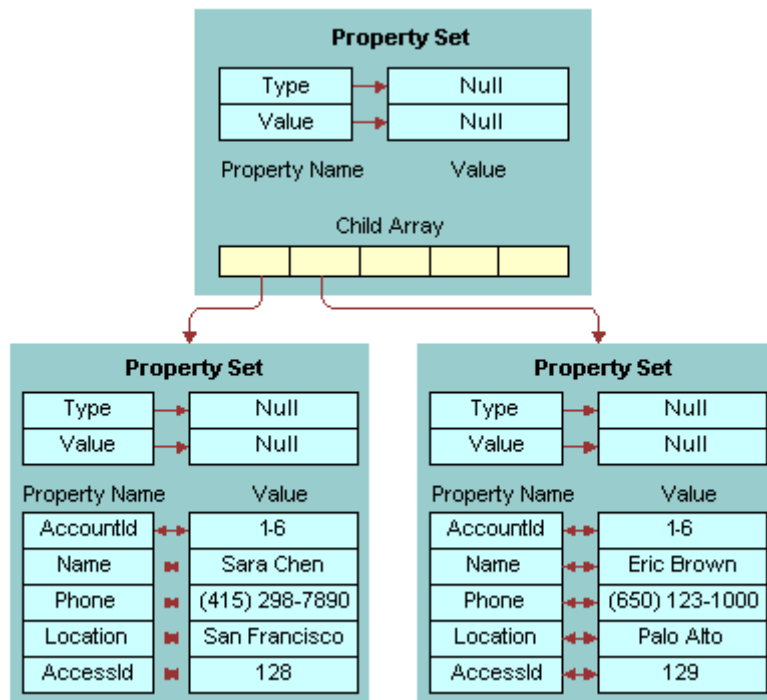 Property Set
Type Null
Value Null
Property Name Value
Child Array
Property Set
Type Null
Value Null
Property Name Value
AccountId 1-6
Name Sara Chen
Phone (415) 298-7890
Location San Francisco
AccessId 128
Property Set
Type Null
Value Null
Property Name Value
AccountId 1-6
Name Eric Brown
Phone (650) 123-1000
Location Palo Alto
AccessId 129